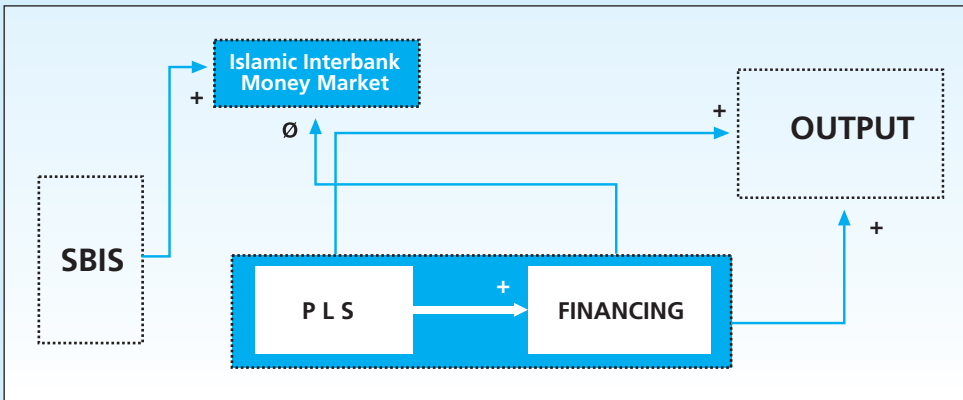 Islamic Interbank
Money Market
+
Ø
+
OUTPUT
+
SBIS
+
P L S
FINANCING